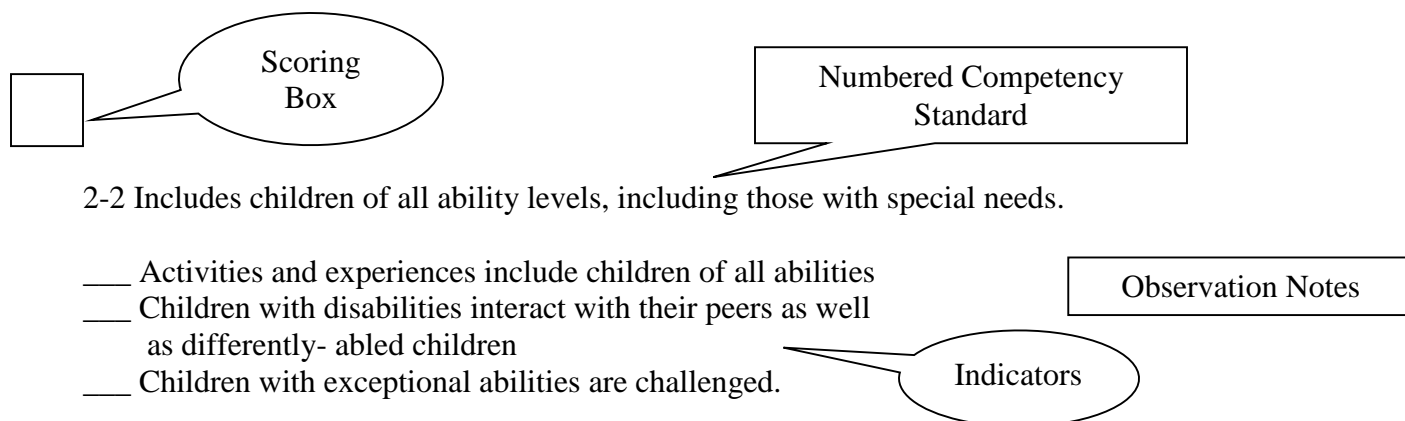 Scoring
Box
Numbered Competency
Standard
2-2 Includes children of all ability levels, including those with special needs.
___ Activities and experiences include children of all abilities
Observation Notes
___ Children with disabilities interact with their peers as well
as differently- abled children
Indicators
___ Children with exceptional abilities are challenged.